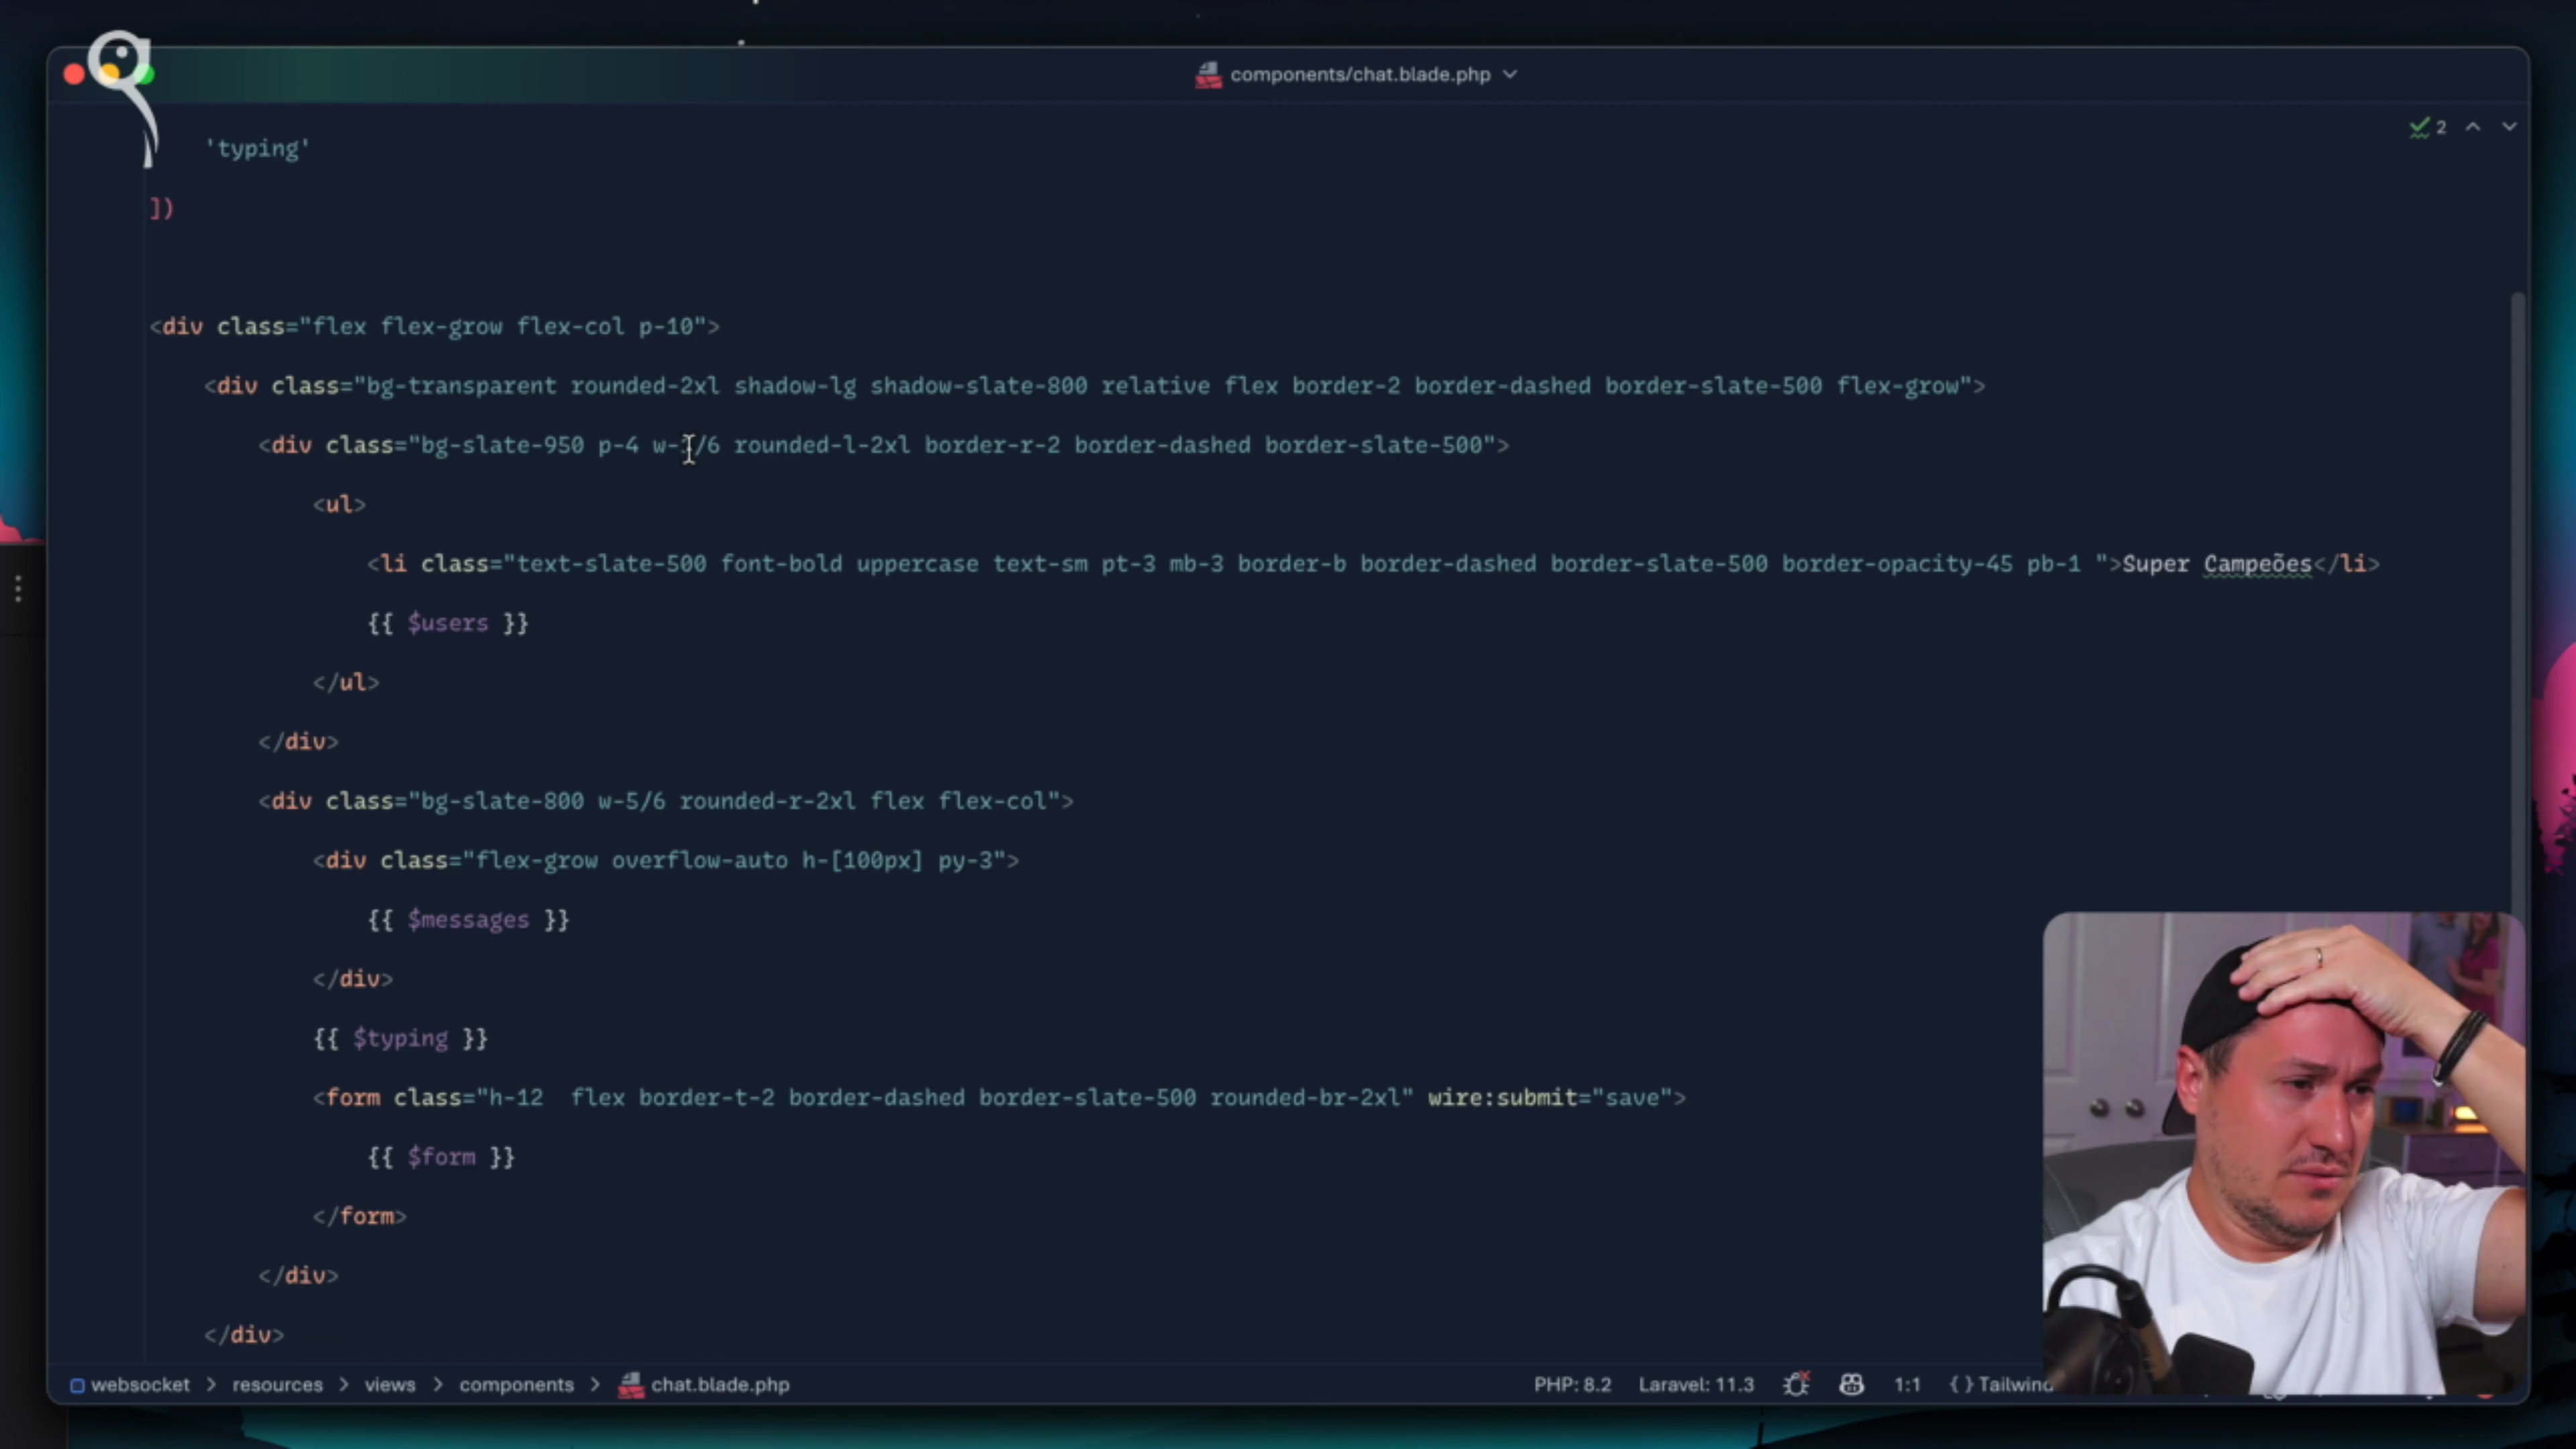 components/chat.blade.php
2
'typing'
])
<div class="flex flex-grow flex-col p-10">
<div class="bg-transparent rounded-2xl shadow-lg shadow-slate-800 relative flex border-2 border-dashed border-slate-500 flex-grow">
<div class="bg-slate-950 p-4 /6 rounded-l-2xl border-r-2 border-dashed border-slate-500">
<ul>
<li class="text-slate-500 font-bold uppercase text-sm pt-3 mb-3 border-b border-dashed border-slate-500 border-opacity-45 pb-1 ">Super Campeões</li>
{{ $users }}
</ul>
</div>
<div class="bg-slate-800 w-5/6 rounded-r-2xl flex flex-col">
<div class="flex-grow overflow-auto h-[100px] py-3">
{{ $messages }}
</div>
{{ $typing }}
<form class="h-12  flex border-t-2 border-dashed border-slate-500 rounded-br-2xl" wire:submit="save">
{{ $form }}
</form>
</div>
</div>
websocket > resources > views > components > chat.blade.php PHP: 8.2 Laravel: 11.3 1:1 { } Tailwind